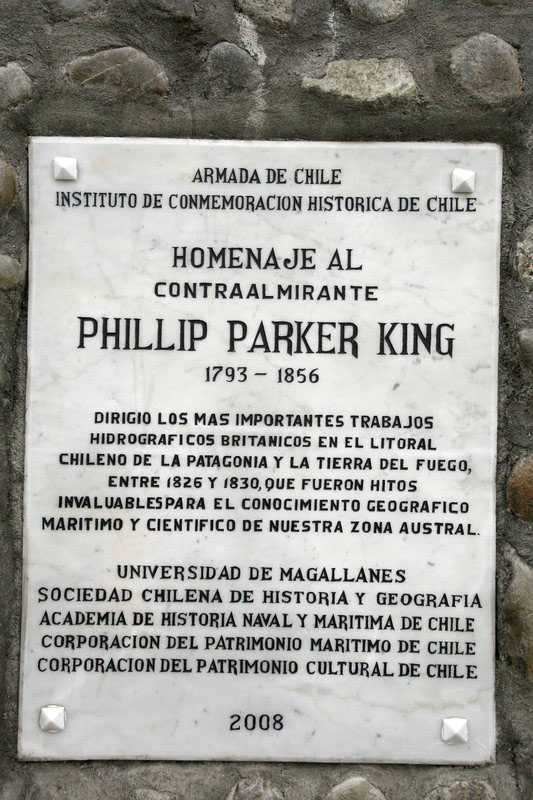 ARMADA DE CHILE
INSTITUTO DE CONMEMORACION HISTORICA DE CHILE
HOMENAJE AL
CONTRAALMIRANTE
PHILLIP PARKER KING
1793 - 1856
DIRIGIO LOS MAS IMPORTANTES TRABAJOS
HIDROGRAFICOS BRITANICOS EN EL LITORAL
CHILENO DE LA PATAGONIA Y LA TIERRA DEL FUEGO,
ENTRE 1826 Y 1830, QUE FUERON HITOS
INVALUABLES PARA EL CONOCIMIENTO GEOGRAFICO
MARITIMO Y CIENTIFICO DE NUESTRA ZONA AUSTRAL.
UNIVERSIDAD DE MAGALLANES
SOCIEDAD CHILENA DE HISTORIA Y GEOGRAFIA
ACADEMIA DE HISTORIA NAVAL Y MARITIMA DE CHILE
CORPORACION DEL PATRIMONIO MARITIMO DE CHILE
CORPORACION DEL PATRIMONIO CULTURAL DE CHILE
2008